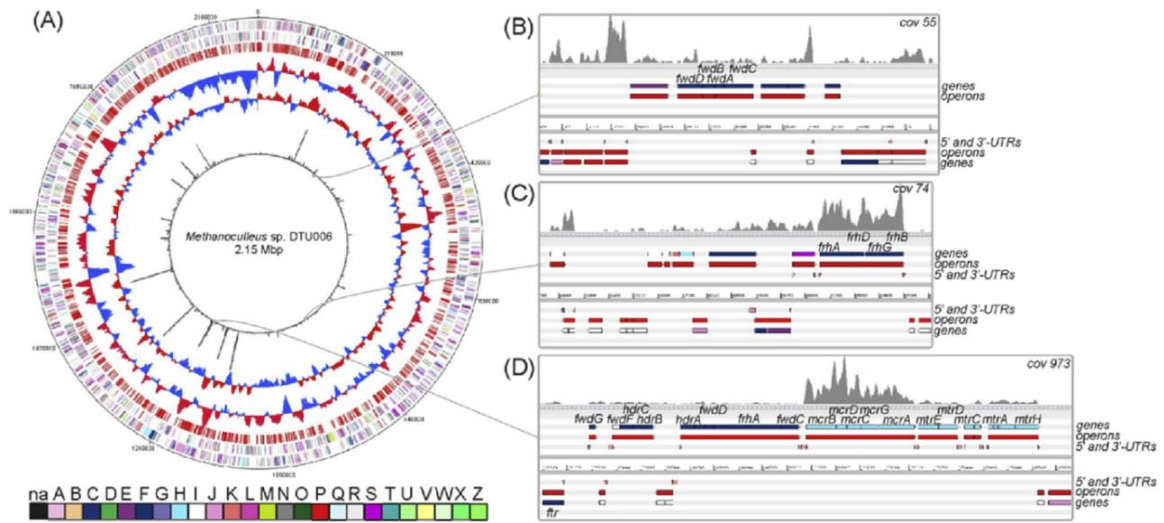 (A)
0
Methanoculleus sp. DTU006
2.15 Mbp
na A B C D E F G H I J K L M N O P Q R S T U V W X Z
(B)
cov 55
fwdB fwdC
fwdD fwdA
genes
operons
5' and 3'-UTRs
operons
genes
(C)
cov 74
frhD frhB
frhA frhG
genes
operons
5' and 3'-UTRs
5' and 3'-UTRs
operons
genes
(D)
cov 973
hdrC fwdD mcrD mcrG mtrD
fwdG fwdF hdrB hdrA frhA fwdC mcrB mcrC mcrA mtrE mtrC mtrA mtrH
genes
operons
5' and 3'-UTRs
5' and 3'-UTRs
operons
genes
ftr